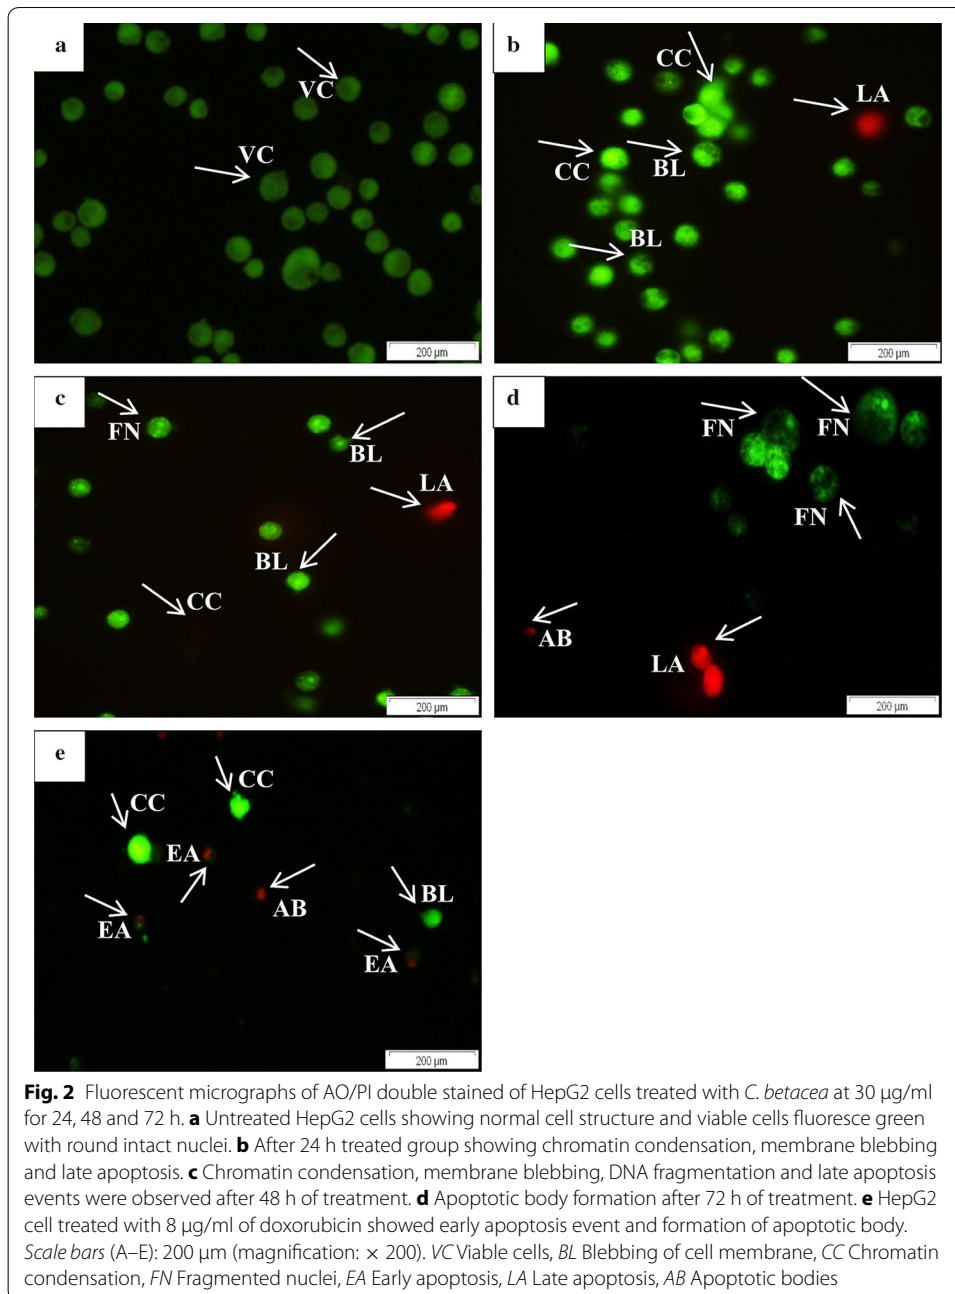 a
VC
VC
200 µm
b
CC
LA
CC
BL
BL
200 µm
c
FN
BL
LA
BL
CC
200 µm
d
FN
FN
FN
AB
LA
200 µm
e
CC
CC
EA
AB
BL
EA
EA
200 µm
Fig. 2 Fluorescent micrographs of AO/PI double stained of HepG2 cells treated with C. betacea at 30 µg/ml
for 24, 48 and 72 h. a Untreated HepG2 cells showing normal cell structure and viable cells fluoresce green
with round intact nuclei. b After 24 h treated group showing chromatin condensation, membrane blebbing
and late apoptosis. c Chromatin condensation, membrane blebbing, DNA fragmentation and late apoptosis
events were observed after 48 h of treatment. d Apoptotic body formation after 72 h of treatment. e HepG2
cell treated with 8 µg/ml of doxorubicin showed early apoptosis event and formation of apoptotic body.
Scale bars (A–E): 200 µm (magnification: × 200). VC Viable cells, BL Blebbing of cell membrane, CC Chromatin
condensation, FN Fragmented nuclei, EA Early apoptosis, LA Late apoptosis, AB Apoptotic bodies